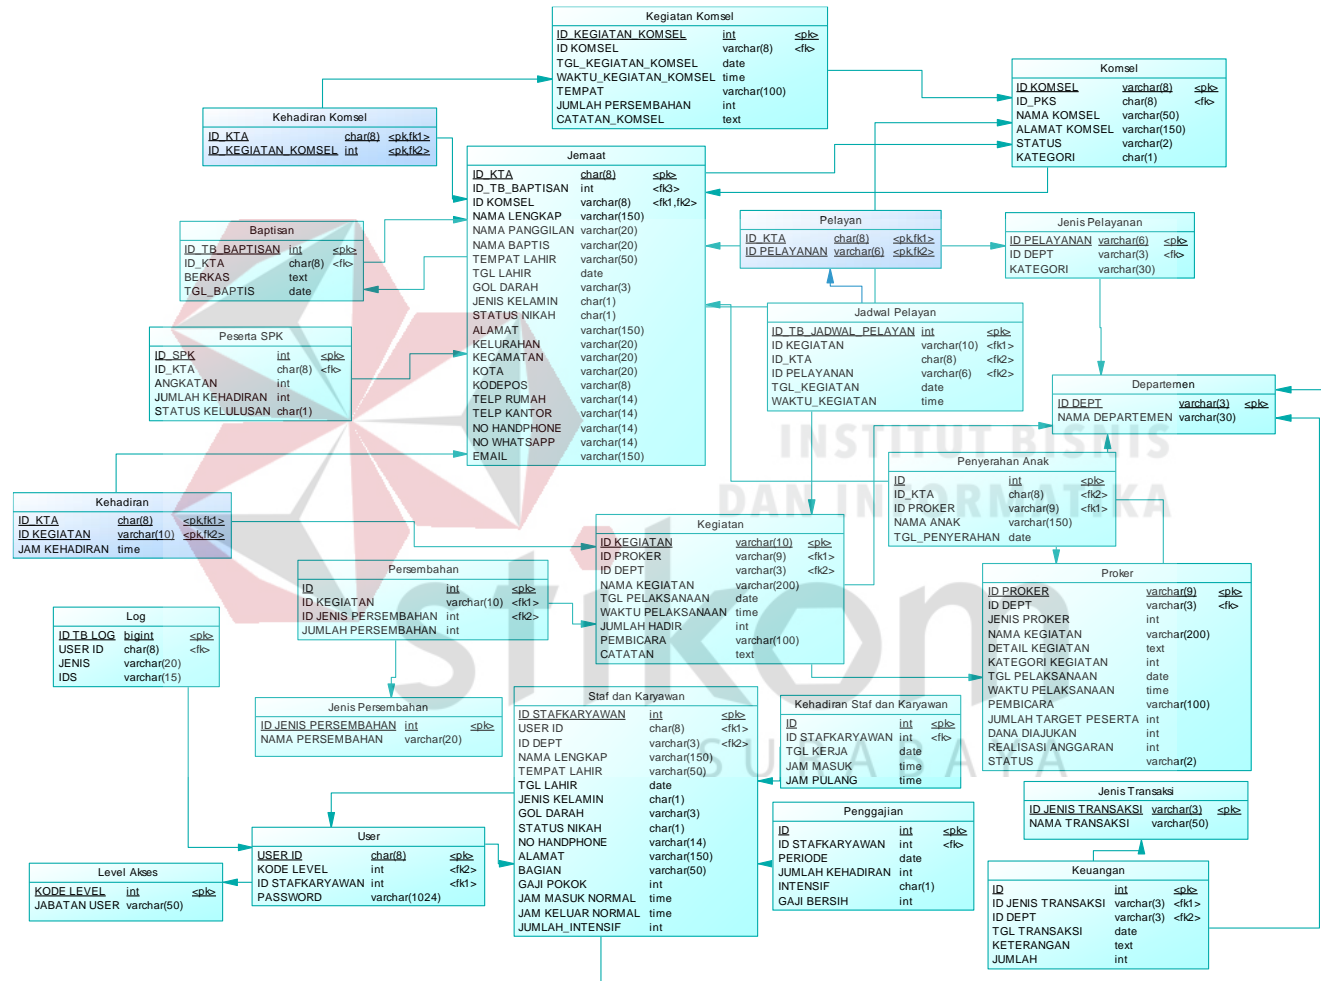 Kegiatan Komsel
ID_KEGIATAN_KOMSEL int <pk>
ID KOMSEL varchar(8) <fk>
TGL_KEGIATAN_KOMSEL date
WAKTU_KEGIATAN_KOMSEL time
TEMPAT varchar(100)
JUMLAH PERSEMBAHAN int
CATATAN_KOMSEL text
Komsel
ID KOMSEL varchar(8) <pk>
ID_PKS char(8) <fk>
NAMA KOMSEL varchar(50)
ALAMAT KOMSEL varchar(150)
STATUS varchar(2)
KATEGORI char(1)
Kehadiran Komsel
ID_KTA char(8) <pk,fk1>
ID_KEGIATAN_KOMSEL int <pk,fk2>
Jemaat
ID_KTA char(8) <pk>
ID_TB_BAPTISAN int <fk3>
ID KOMSEL varchar(8) <fk1,fk2>
NAMA LENGKAP varchar(150)
NAMA PANGGILAN varchar(20)
NAMA BAPTIS varchar(20)
TEMPAT LAHIR varchar(50)
TGL LAHIR date
GOL DARAH varchar(3)
JENIS KELAMIN char(1)
STATUS NIKAH char(1)
ALAMAT varchar(150)
KELURAHAN varchar(20)
KECAMATAN varchar(20)
KOTA varchar(20)
KODEPOS varchar(8)
TELP RUMAH varchar(14)
TELP KANTOR varchar(14)
NO HANDPHONE varchar(14)
NO WHATSAPP varchar(14)
EMAIL varchar(150)
Baptisan
ID_TB_BAPTISAN int <pk>
ID_KTA char(8) <fk>
BERKAS text
TGL_BAPTIS date
Pelayan
ID_KTA char(8) <pk,fk1>
ID PELAYANAN varchar(6) <pk,fk2>
Jenis Pelayanan
ID PELAYANAN varchar(6) <pk>
ID DEPT varchar(3) <fk>
KATEGORI varchar(30)
Peserta SPK
ID_SPK int <pk>
ID_KTA char(8) <fk>
ANGKATAN int
JUMLAH KEHADIRAN int
STATUS KELULUSAN char(1)
Jadwal Pelayan
ID_TB_JADWAL_PELAYAN int <pk>
ID KEGIATAN varchar(10) <fk1>
ID_KTA char(8) <fk2>
ID PELAYANAN varchar(6) <fk2>
TGL_KEGIATAN date
WAKTU_KEGIATAN time
Departemen
ID DEPT varchar(3) <pk>
NAMA DEPARTEMEN varchar(30)
INSTITUT BISNIS
DAN INFORMATIKA
Penyerahan Anak
ID int <pk>
ID_KTA char(8) <fk2>
ID PROKER varchar(9) <fk1>
NAMA ANAK varchar(150)
TGL_PENYERAHAN date
Kehadiran
ID_KTA char(8) <pk,fk1>
ID KEGIATAN varchar(10) <pk,fk2>
JAM KEHADIRAN time
Kegiatan
ID KEGIATAN varchar(10) <pk>
ID PROKER varchar(9) <fk1>
ID DEPT varchar(3) <fk2>
NAMA KEGIATAN varchar(200)
TGL PELAKSANAAN date
WAKTU PELAKSANAAN time
JUMLAH HADIR int
PEMBICARA varchar(100)
CATATAN text
Persembahan
ID int <pk>
ID KEGIATAN varchar(10) <fk1>
ID JENIS PERSEMBAHAN int <fk2>
JUMLAH PERSEMBAHAN int
Proker
ID PROKER varchar(9) <pk>
ID DEPT varchar(3) <fk>
JENIS PROKER int
NAMA KEGIATAN varchar(200)
DETAIL KEGIATAN text
KATEGORI KEGIATAN int
TGL PELAKSANAAN date
WAKTU PELAKSANAAN time
PEMBICARA varchar(100)
JUMLAH TARGET PESERTA int
DANA DIAJUKAN int
REALISASI ANGGARAN int
STATUS varchar(2)
stikom
SURABAYA
Log
ID TB LOG bigint <pk>
USER ID char(8) <fk>
JENIS varchar(20)
IDS varchar(15)
Jenis Persembahan
ID JENIS PERSEMBAHAN int <pk>
NAMA PERSEMBAHAN varchar(20)
Staf dan Karyawan
ID STAFKARYAWAN int <pk>
USER ID char(8) <fk1>
ID DEPT varchar(3) <fk2>
NAMA LENGKAP varchar(150)
TEMPAT LAHIR varchar(50)
TGL LAHIR date
JENIS KELAMIN char(1)
GOL DARAH varchar(3)
STATUS NIKAH char(1)
NO HANDPHONE varchar(14)
ALAMAT varchar(150)
BAGIAN varchar(50)
GAJI POKOK int
JAM MASUK NORMAL time
JAM KELUAR NORMAL time
JUMLAH_INTENSIF int
Kehadiran Staf dan Karyawan
ID int <pk>
ID STAFKARYAWAN int <fk>
TGL KERJA date
JAM MASUK time
JAM PULANG time
Jenis Transaksi
ID JENIS TRANSAKSI varchar(3) <pk>
NAMA TRANSAKSI varchar(50)
Penggajian
ID int <pk>
ID STAFKARYAWAN int <fk>
PERIODE date
JUMLAH KEHADIRAN int
INTENSIF char(1)
GAJI BERSIH int
User
USER ID char(8) <pk>
KODE LEVEL int <fk2>
ID STAFKARYAWAN int <fk1>
PASSWORD varchar(1024)
Level Akses
KODE LEVEL int <pk>
JABATAN USER varchar(50)
Keuangan
ID int <pk>
ID JENIS TRANSAKSI varchar(3) <fk1>
ID DEPT varchar(3) <fk2>
TGL TRANSAKSI date
KETERANGAN text
JUMLAH int